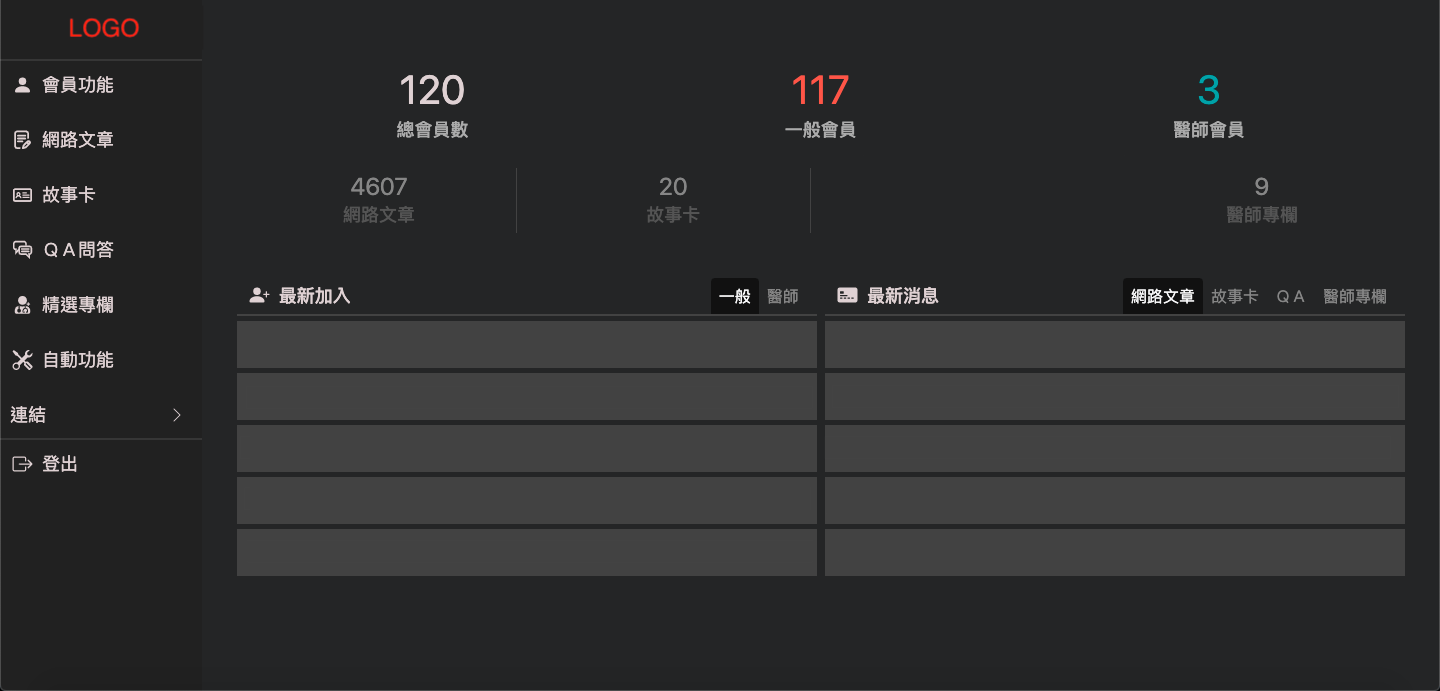 LOGO
會員功能
網路文章
故事卡
ＱＡ問答
精選專欄
自動功能
連結
登出
120
總會員數
117
一般會員
3
醫師會員
4607
網路文章
20
故事卡
9
醫師專欄
最新加入
一般 醫師
最新消息
網路文章 故事卡 ＱＡ 醫師專欄